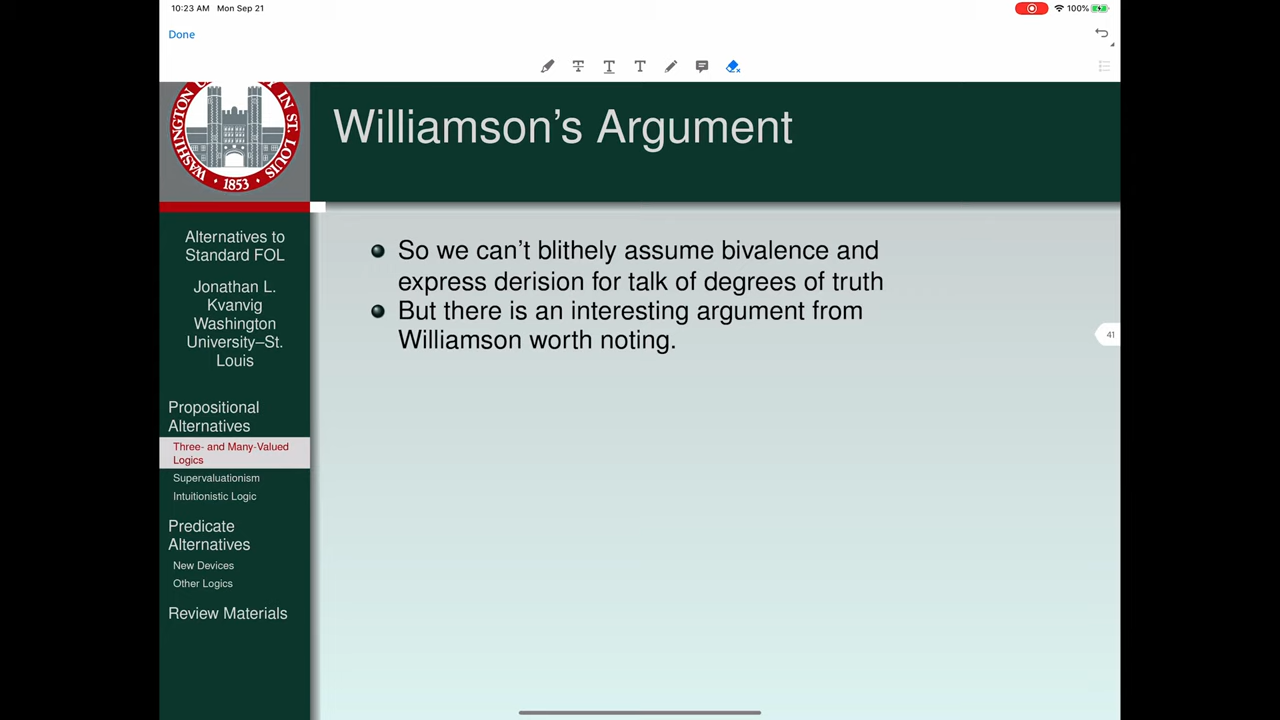 10:23 AM Mon Sep 21
100%
Done
WASHINGTON U Y IN ST. LOUIS
· 1853 ·
Williamson's Argument
Alternatives to
Standard FOL
Jonathan L.
Kvanvig
Washington
University–St.
Louis
Propositional
Alternatives
Three- and Many-Valued
Logics
Supervaluationism
Intuitionistic Logic
Predicate
Alternatives
New Devices
Other Logics
Review Materials
So we can't blithely assume bivalence and
express derision for talk of degrees of truth
But there is an interesting argument from
Williamson worth noting.
41